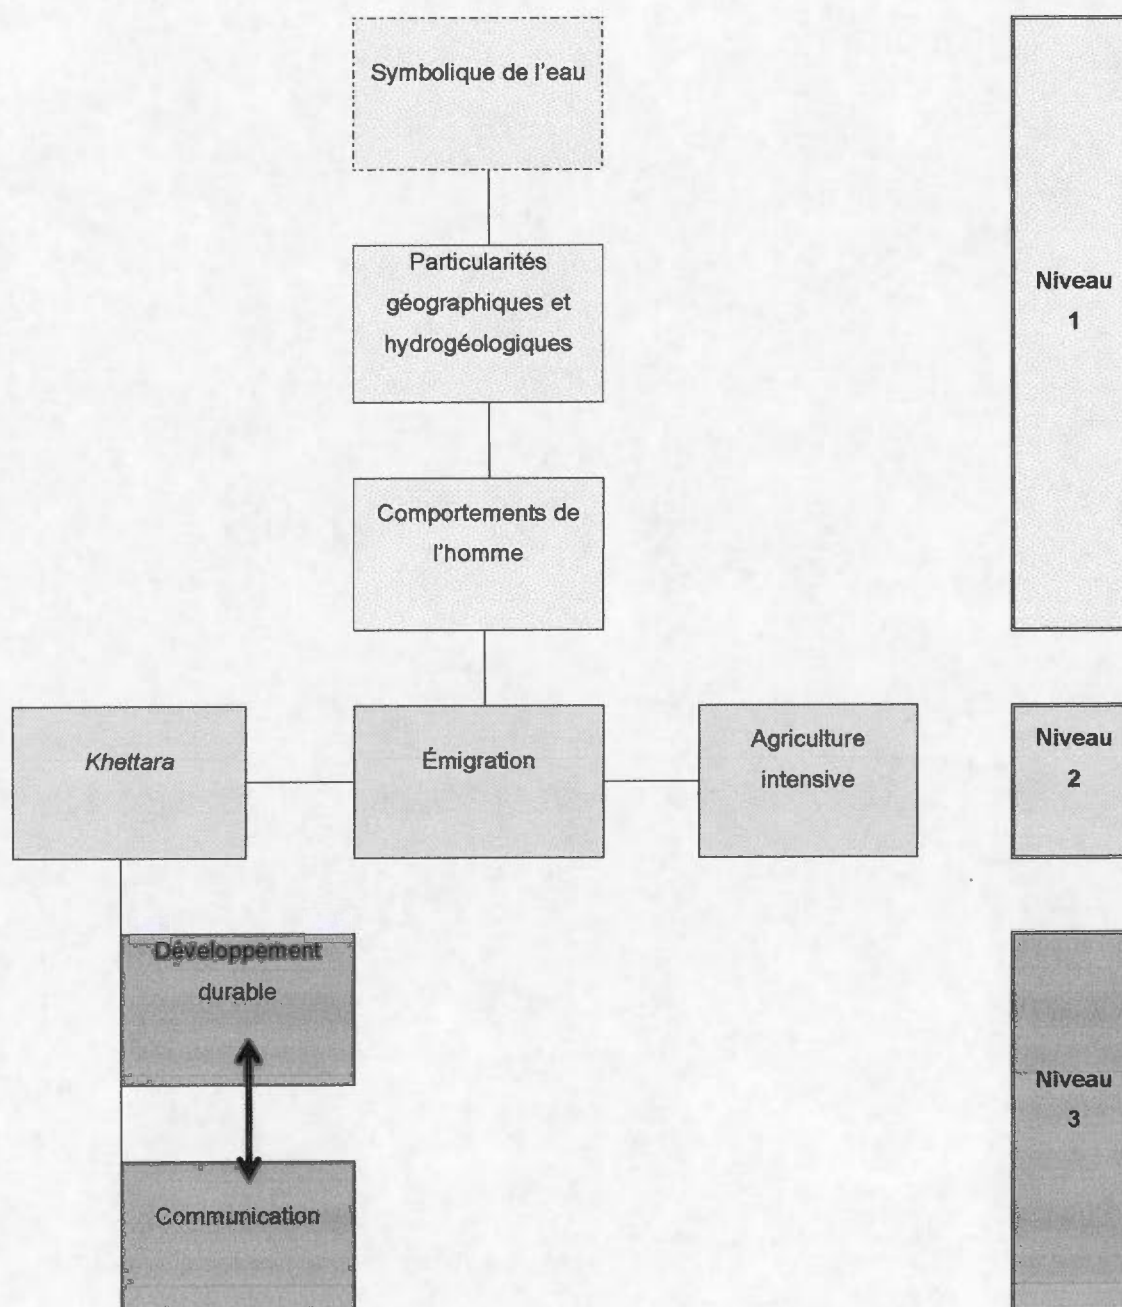 Symbolique de l'eau
Particularités
géographiques et
hydrogéologiques
Niveau
1
Comportements de
l'homme
Khettara
Émigration
Agriculture
intensive
Niveau
2
Développement
durable
Niveau
3
Communication